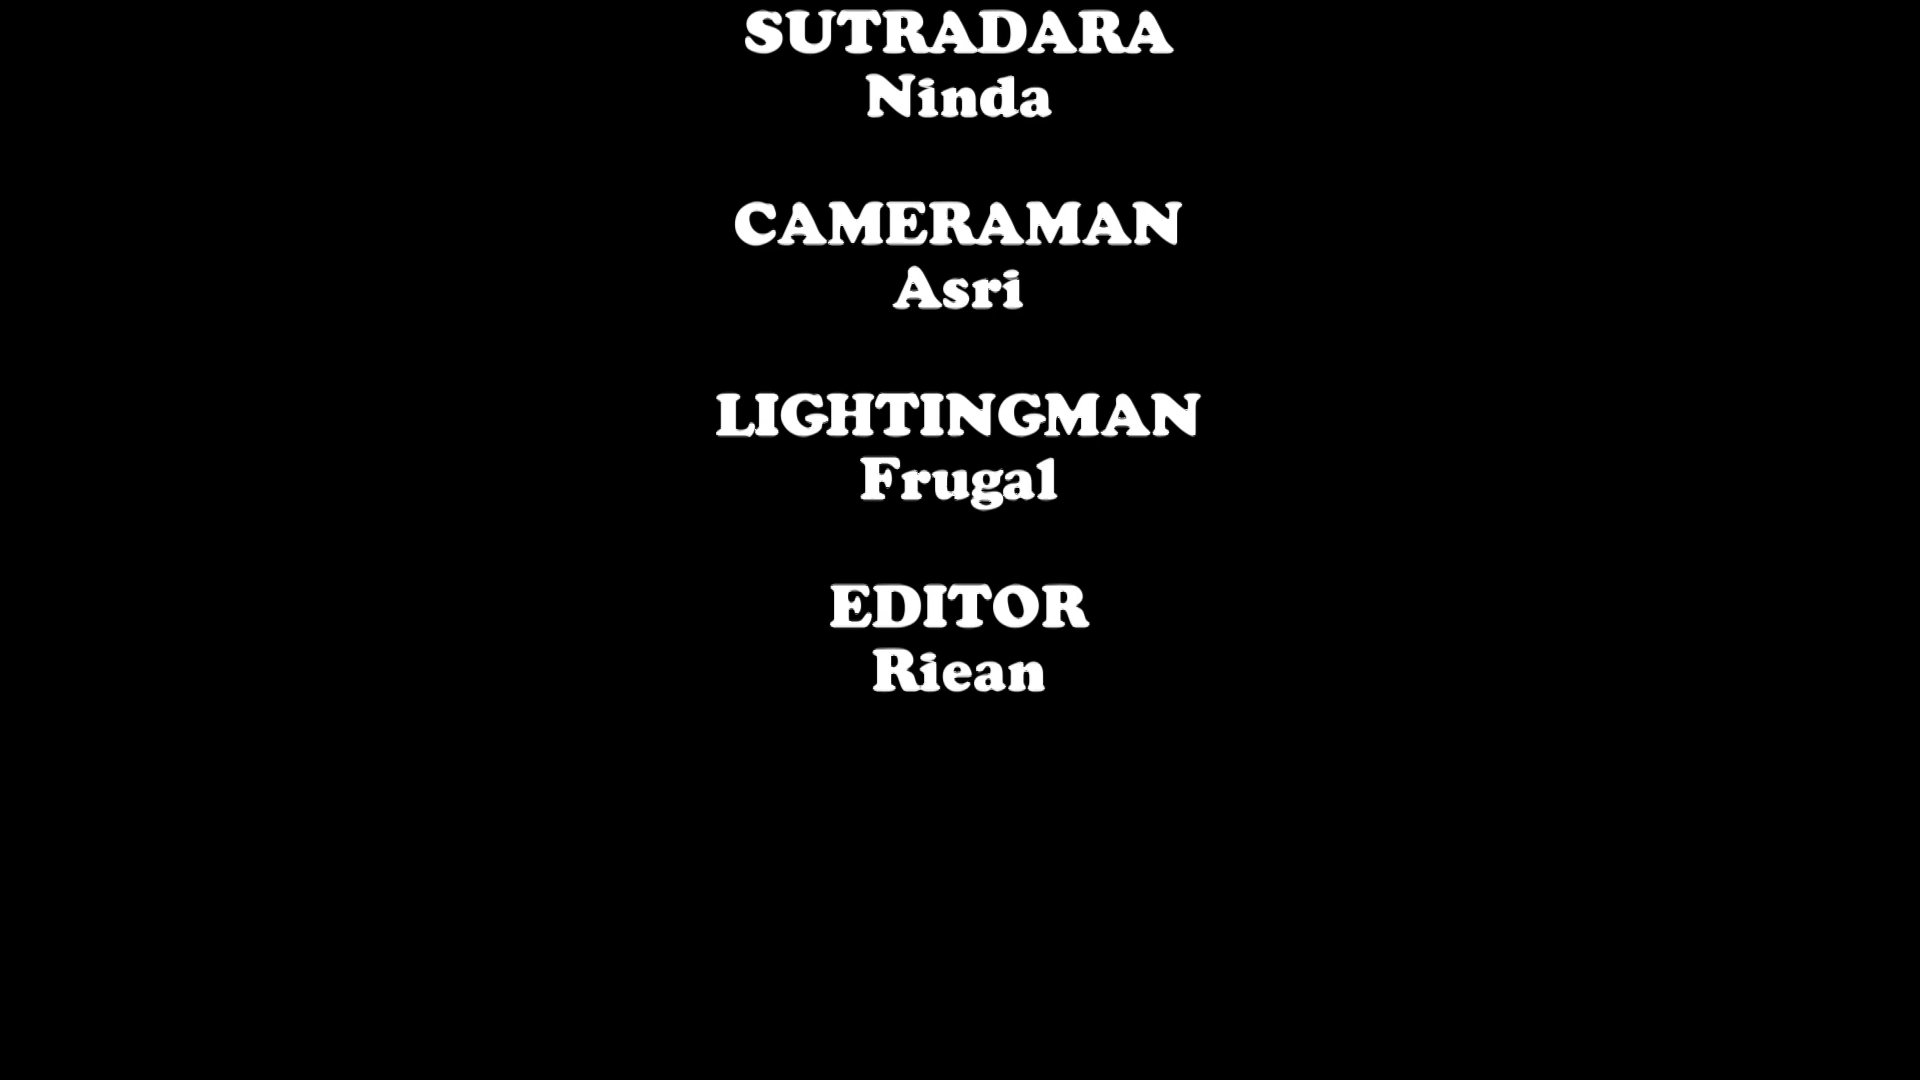 SUTRADARA
Ninda
CAMERAMAN
Asri
LIGHTINGMAN
Frugal
EDITOR
Riean